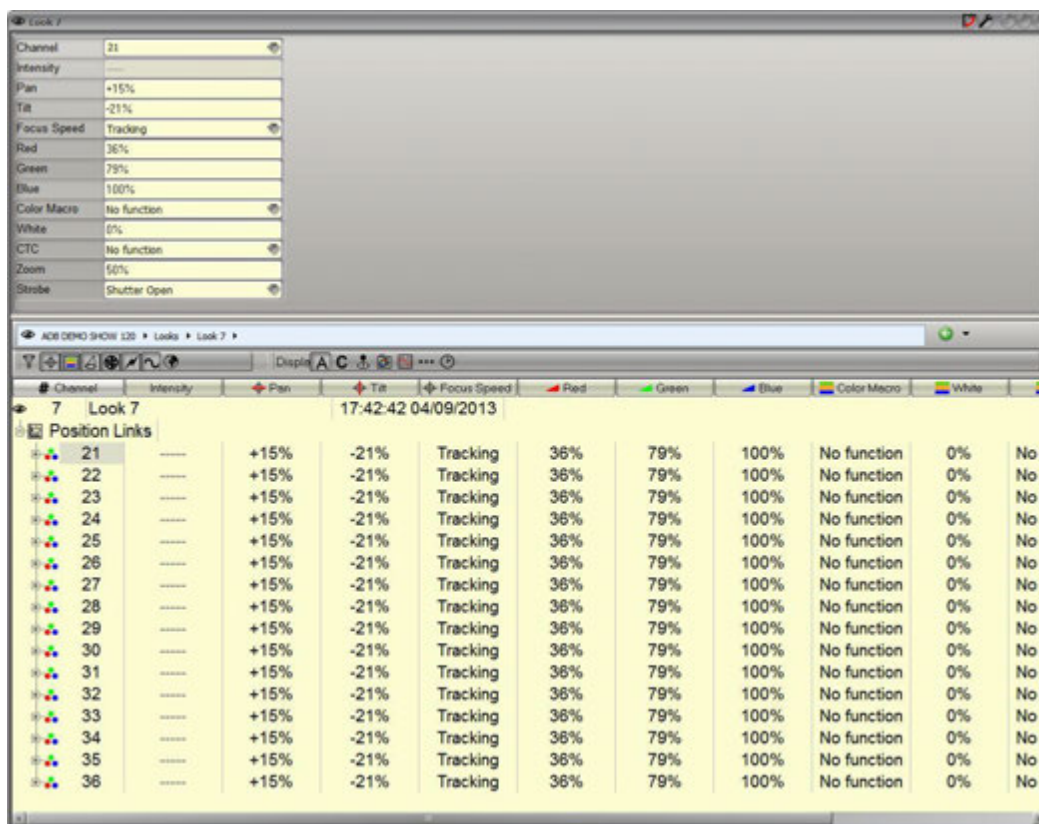 Look 7
Channel 21
Intensity ----
Pan +15%
Tilt -21%
Focus Speed Tracking
Red 36%
Green 79%
Blue 100%
Color Macro No function
White 0%
CTC No function
Zoom 50%
Strobe Shutter Open
ADB DEMO SHOW 120 Looks Look 7
Displa A C
# Channel Intensity Pan Tilt Focus Speed Red Green Blue Color Macro White
7 Look 7 17:42:42 04/09/2013
Position Links
21 ----- +15% -21% Tracking 36% 79% 100% No function 0% No
22 ----- +15% -21% Tracking 36% 79% 100% No function 0% No
23 ----- +15% -21% Tracking 36% 79% 100% No function 0% No
24 ----- +15% -21% Tracking 36% 79% 100% No function 0% No
25 ----- +15% -21% Tracking 36% 79% 100% No function 0% No
26 ----- +15% -21% Tracking 36% 79% 100% No function 0% No
27 ----- +15% -21% Tracking 36% 79% 100% No function 0% No
28 ----- +15% -21% Tracking 36% 79% 100% No function 0% No
29 ----- +15% -21% Tracking 36% 79% 100% No function 0% No
30 ----- +15% -21% Tracking 36% 79% 100% No function 0% No
31 ----- +15% -21% Tracking 36% 79% 100% No function 0% No
32 ----- +15% -21% Tracking 36% 79% 100% No function 0% No
33 ----- +15% -21% Tracking 36% 79% 100% No function 0% No
34 ----- +15% -21% Tracking 36% 79% 100% No function 0% No
35 ----- +15% -21% Tracking 36% 79% 100% No function 0% No
36 ----- +15% -21% Tracking 36% 79% 100% No function 0% No